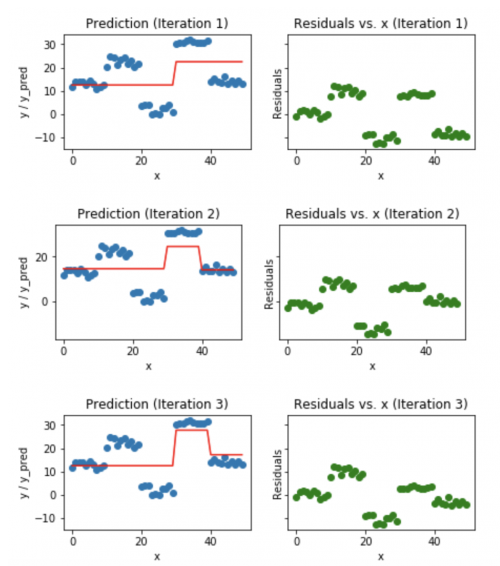 Prediction (Iteration 1)
30
20
10
0
−10
y / y_pred
0
20
40
x
Residuals vs. x (Iteration 1)
Residuals
0
20
40
x
Prediction (Iteration 2)
20
0
y / y_pred
0
20
40
x
Residuals vs. x (Iteration 2)
Residuals
0
20
40
x
Prediction (Iteration 3)
30
20
10
0
−10
y / y_pred
0
20
40
x
Residuals vs. x (Iteration 3)
Residuals
0
20
40
x